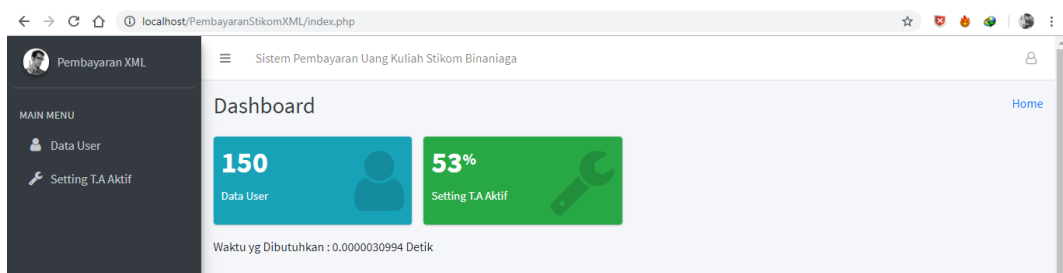 localhost/PembayaranStikomXML/index.php
Pembayaran XML
Sistem Pembayaran Uang Kuliah Stikom Binaniaga
MAIN MENU
Data User
Setting T.A Aktif
Dashboard
Home
150
Data User
53%
Setting T.A Aktif
Waktu yg Dibutuhkan : 0.0000030994 Detik